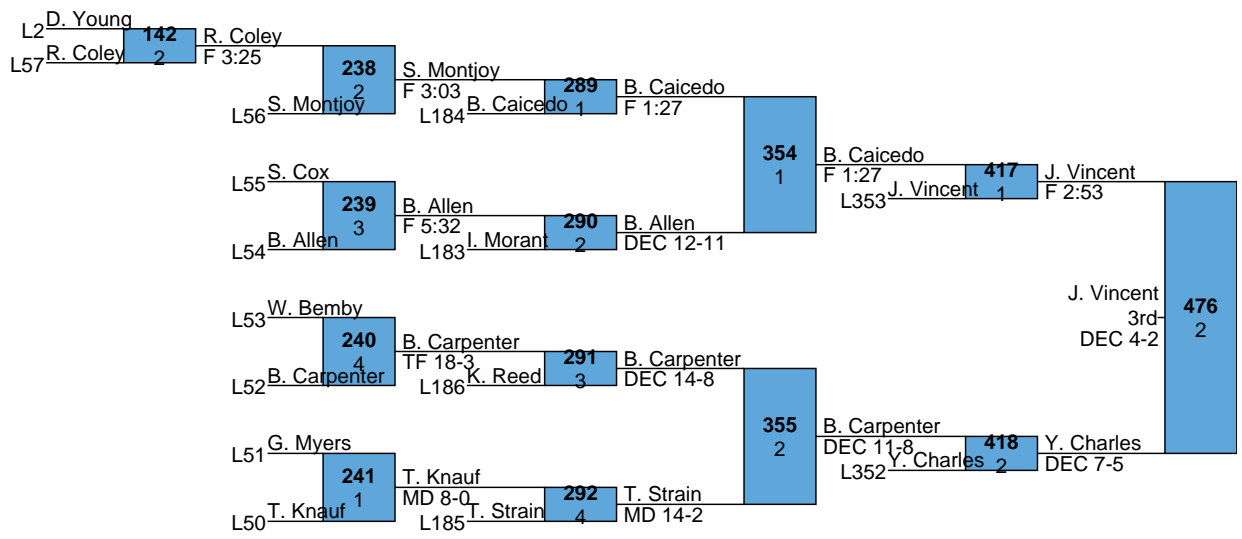 L2 D. Young
142
2
R. Coley
F 3:25
L57 R. Coley
238
2
S. Montjoy
F 3:03
L56 S. Montjoy
289
1
B. Caicedo
F 1:27
L184 B. Caicedo
354
1
B. Caicedo
F 1:27
L55 S. Cox
239
3
B. Allen
F 5:32
L54 B. Allen
290
2
B. Allen
DEC 12-11
L183 I. Morant
417
1
J. Vincent
F 2:53
L353 J. Vincent
L53 W. Bemby
240
4
B. Carpenter
TF 18-3
L52 B. Carpenter
291
3
B. Carpenter
DEC 14-8
L186 K. Reed
355
2
B. Carpenter
DEC 11-8
L51 G. Myers
241
1
T. Knauf
MD 8-0
L50 T. Knauf
292
4
T. Strain
MD 14-2
L185 T. Strain
418
2
Y. Charles
DEC 7-5
L352 Y. Charles
476
2
J. Vincent
3rd
DEC 4-2